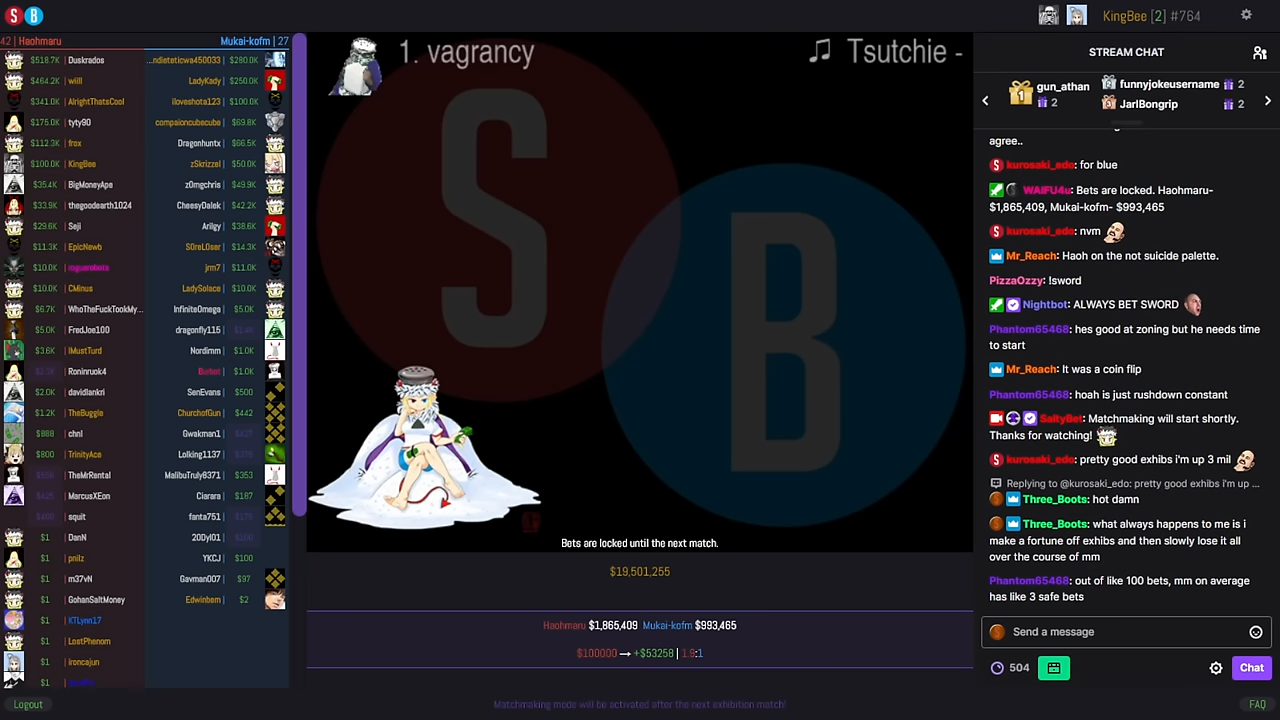 S B
KingBee [2] #764
42 | Haohmaru
Mukai-kofm | 27
$518.7K | Duskrados
$464.2K | wiill
$341.0K | AlrightThatsCool
$175.0K | tyty90
$112.3K | frox
$100.0K | KingBee
$35.4K | BigMoneyApe
$33.9K | thegoodearth1024
$29.6K | Seji
$11.3K | EpicNewb
$10.0K | roguerobots
$10.0K | CMinus
$6.7K | WhoTheFuckTookMy...
$5.0K | FredJoe100
$3.6K | IMustTurd
| Roninruok4
$2.0K | davidlankri
$1.2K | TheBuggle
$888 | chnl
$800 | TrinityAce
| TheMrRental
| MarcusXEon
| squit
$1 | DanN
$1 | pnilz
$1 | m37vN
$1 | GohanSaltMoney
$1 | KTLynn17
$1 | LostPhenom
$1 | ironcajun
$1 |
...ndieteticwa450033 | $280.0K
LadyKady | $250.0K
iloveshota123 | $100.0K
compaioncubecube | $69.8K
Dragonhuntx | $66.5K
zSkrizzel | $50.0K
z0mgchris | $49.9K
CheesyDalek | $42.2K
Arilgy | $38.6K
S0reL0ser | $14.3K
jrm7 | $11.0K
LadySolace | $10.0K
InfiniteOmega | $5.0K
dragonfly115 |
Nordimm | $1.0K
| $1.0K
SenEvans | $500
ChurchofGun | $442
Gwakman1 |
Lolking1137 |
MalibuTruly8371 | $353
Ciarara | $187
fanta751 |
20Dyl01 |
YKCJ | $100
Gavman007 | $97
Edwinbem | $2
Logout
1. vagrancy
Tsutchie -
S
B
Bets are locked until the next match.
$19,501,255
Haohmaru $1,865,409 Mukai-kofm $993,465
$100000 → +$53258 | 1.9:1
Matchmaking mode will be activated after the next exhibition match!
STREAM CHAT
1 gun_athan 2
2 funnyjokeusername 2
3 JarlBongrip 2
agree..
kurosaki_edo: for blue
WAIFU4u: Bets are locked. Haohmaru-
$1,865,409, Mukai-kofm- $993,465
kurosaki_edo: nvm
Mr_Reach: Haoh on the not suicide palette.
PizzaOzzy: !sword
Nightbot: ALWAYS BET SWORD
Phantom65468: hes good at zoning but he needs time
to start
Mr_Reach: It was a coin flip
Phantom65468: hoah is just rushdown constant
SaltyBet: Matchmaking will start shortly.
Thanks for watching!
kurosaki_edo: pretty good exhibs i'm up 3 mil
Replying to @kurosaki_edo: pretty good exhibs i'm up ...
Three_Boots: hot damn
Three_Boots: what always happens to me is i
make a fortune off exhibs and then slowly lose it all
over the course of mm
Phantom65468: out of like 100 bets, mm on average
has like 3 safe bets
Send a message
504
Chat
FAQ